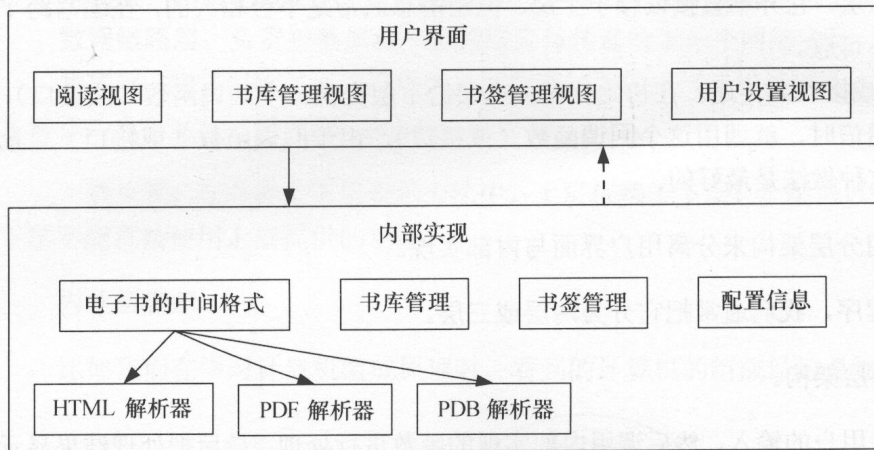 用户界面
阅读视图 书库管理视图 书签管理视图 用户设置视图
内部实现
电子书的中间格式 书库管理 书签管理 配置信息
HTML 解析器 PDF 解析器 PDB 解析器